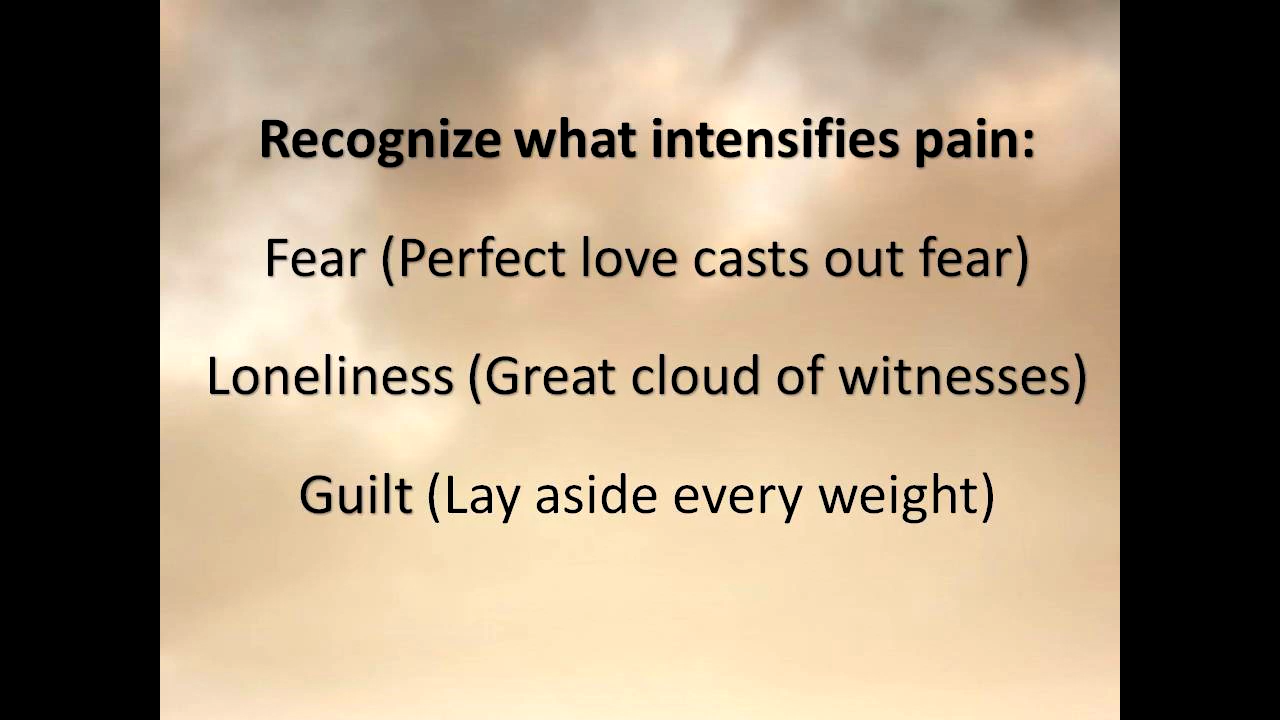 Recognize what intensifies pain:
Fear (Perfect love casts out fear)
Loneliness (Great cloud of witnesses)
Guilt (Lay aside every weight)